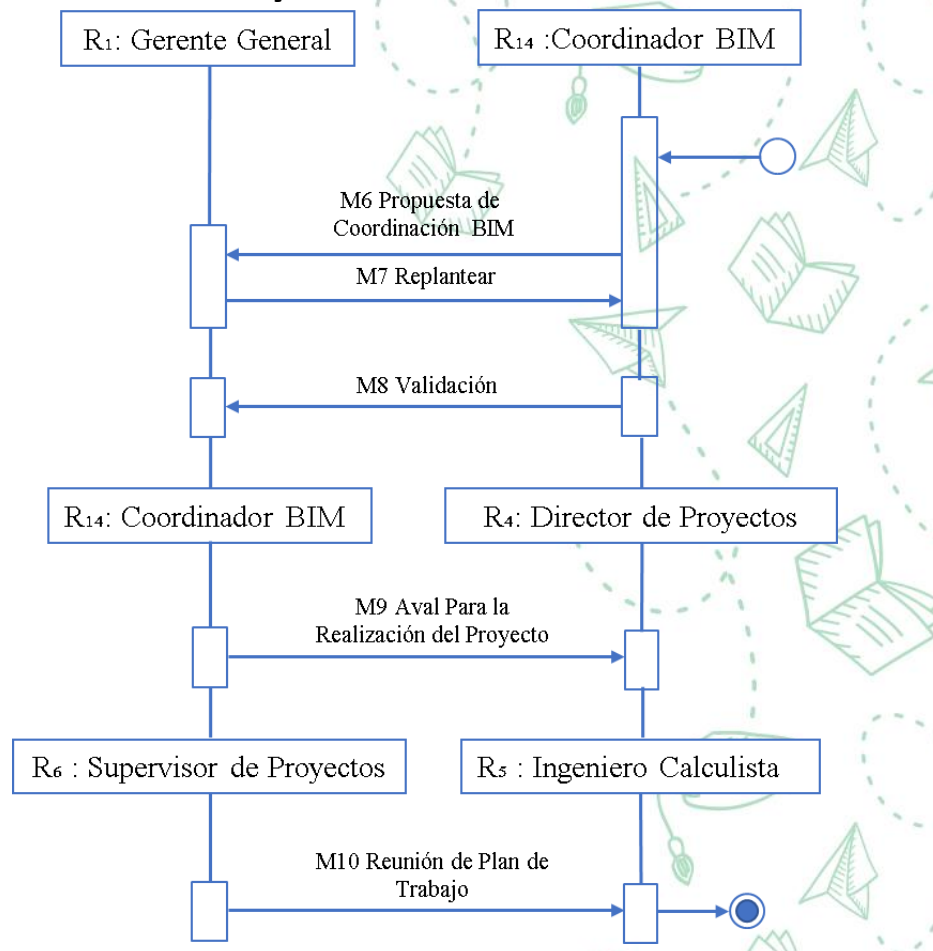 R₁: Gerente General
R₁₄ :Coordinador BIM
M6 Propuesta de
Coordinación BIM
M7 Replantear
M8 Validación
R₁₄: Coordinador BIM
R₄: Director de Proyectos
M9 Aval Para la
Realización del Proyecto
R₆ : Supervisor de Proyectos
R₅ : Ingeniero Calculista
M10 Reunión de Plan de
Trabajo